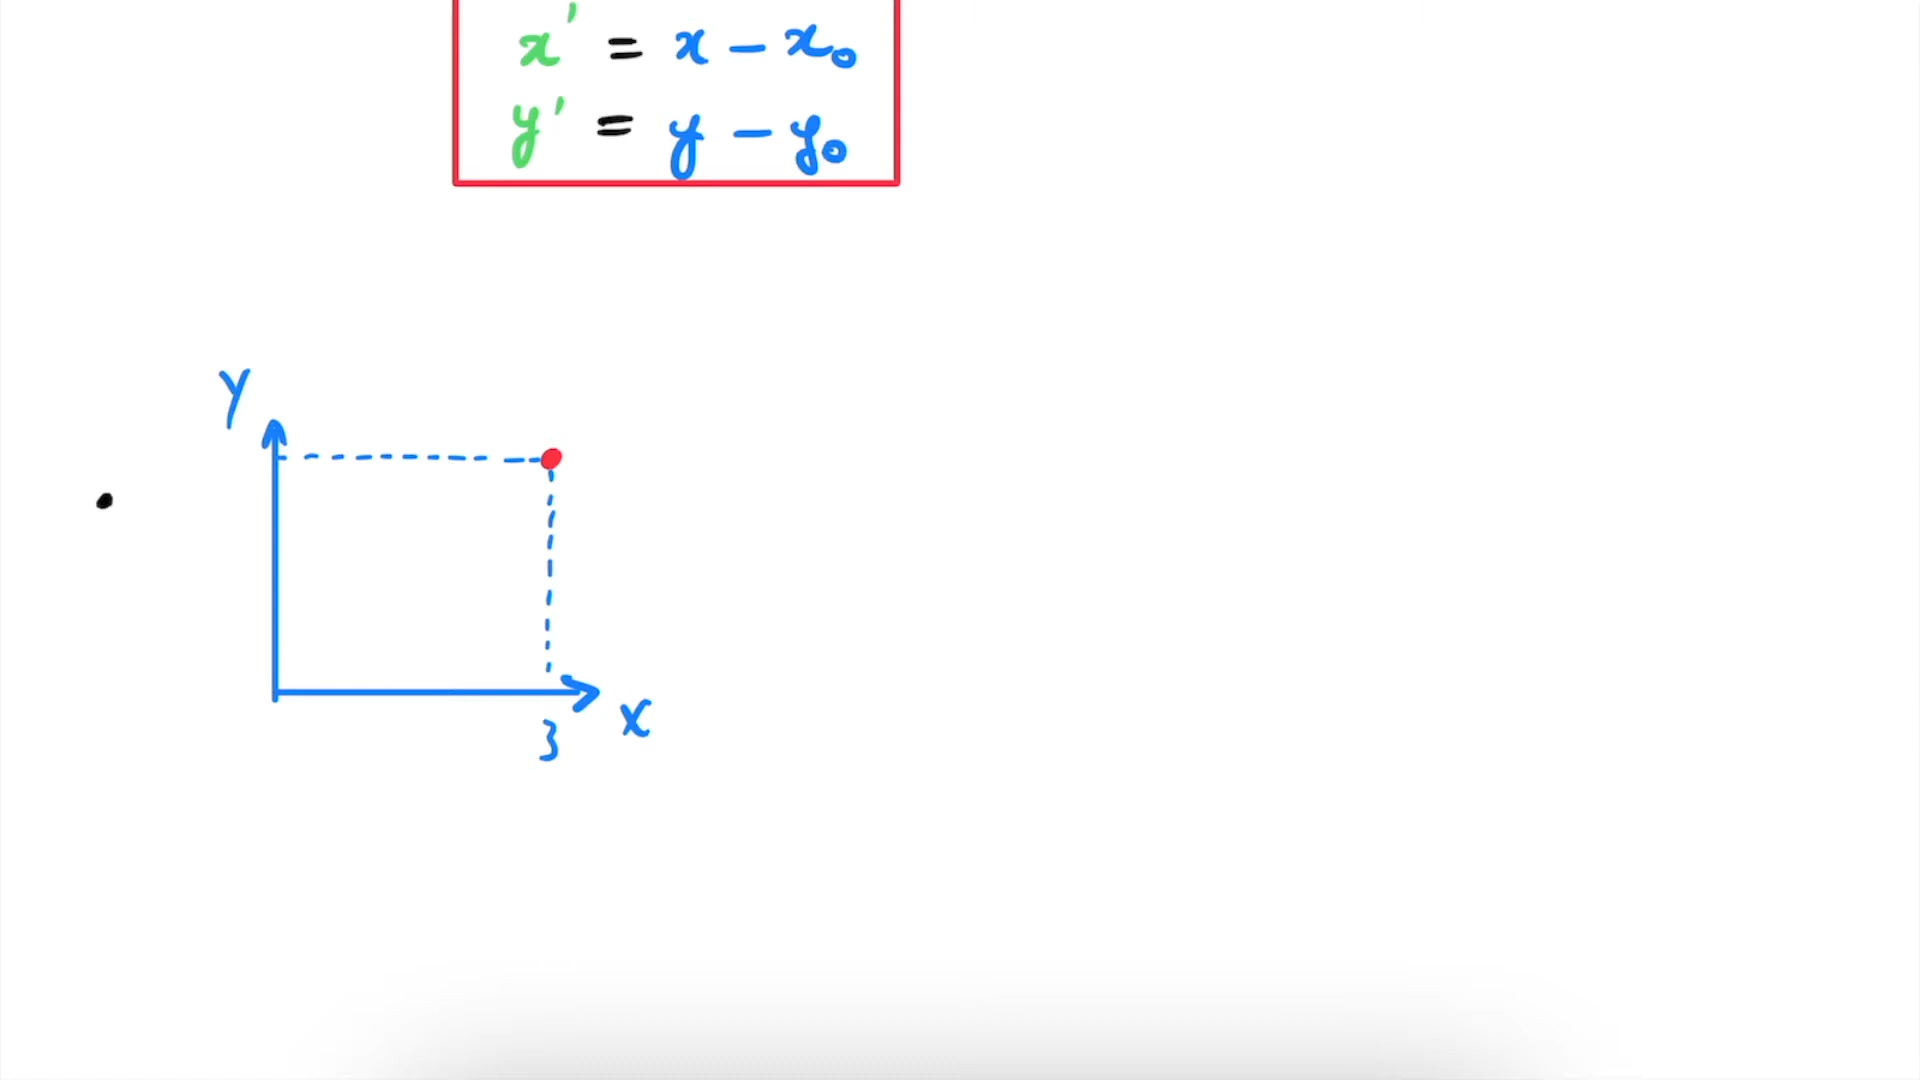 x' = x - x₀
y' = y - y₀
Y
X
3